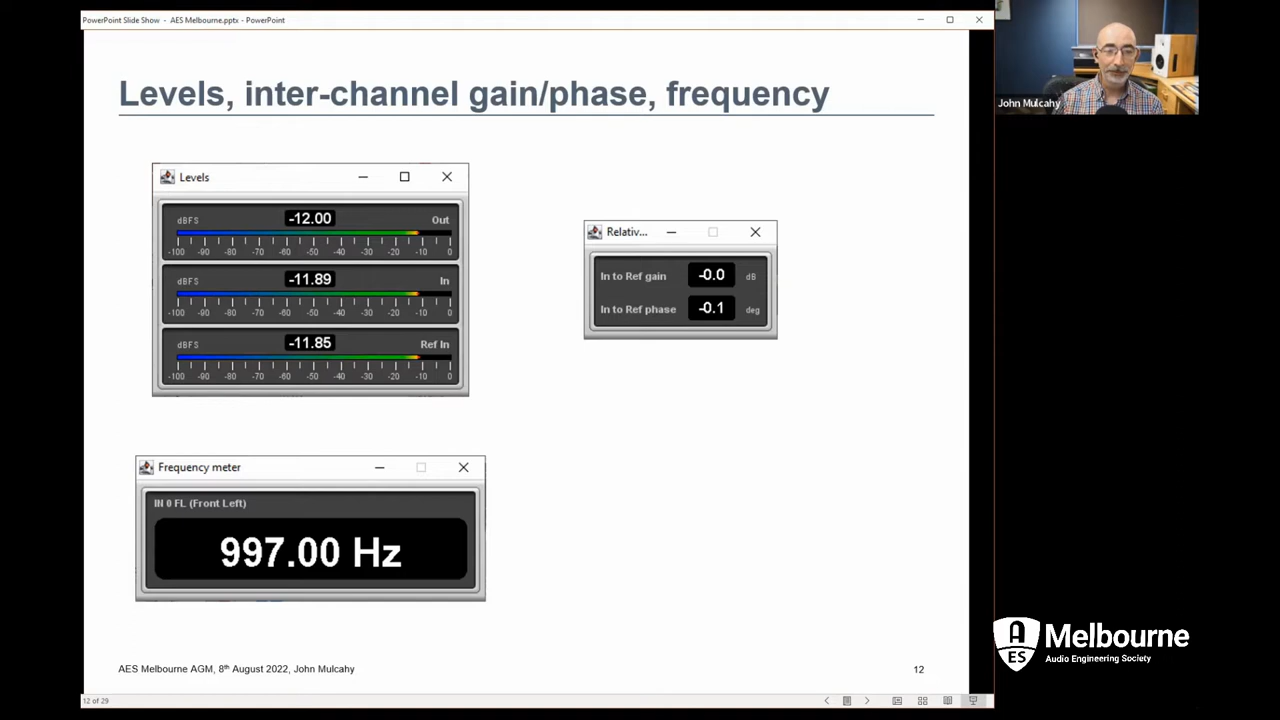 PowerPoint Slide Show - AES Melbourne.pptx - PowerPoint
Levels, inter-channel gain/phase, frequency
Levels
dBFS -12.00 Out
-100 -90 -80 -70 -60 -50 -40 -30 -20 -10 0
dBFS -11.89 In
-100 -90 -80 -70 -60 -50 -40 -30 -20 -10 0
dBFS -11.85 Ref In
-100 -90 -80 -70 -60 -50 -40 -30 -20 -10 0
Relativ...
In to Ref gain -0.0 dB
In to Ref phase -0.1 deg
Frequency meter
IN 0 FL (Front Left)
997.00 Hz
AES Melbourne AGM, 8th August 2022, John Mulcahy
12
12 of 29
John Mulcahy
A
ES
Melbourne
Audio Engineering Society